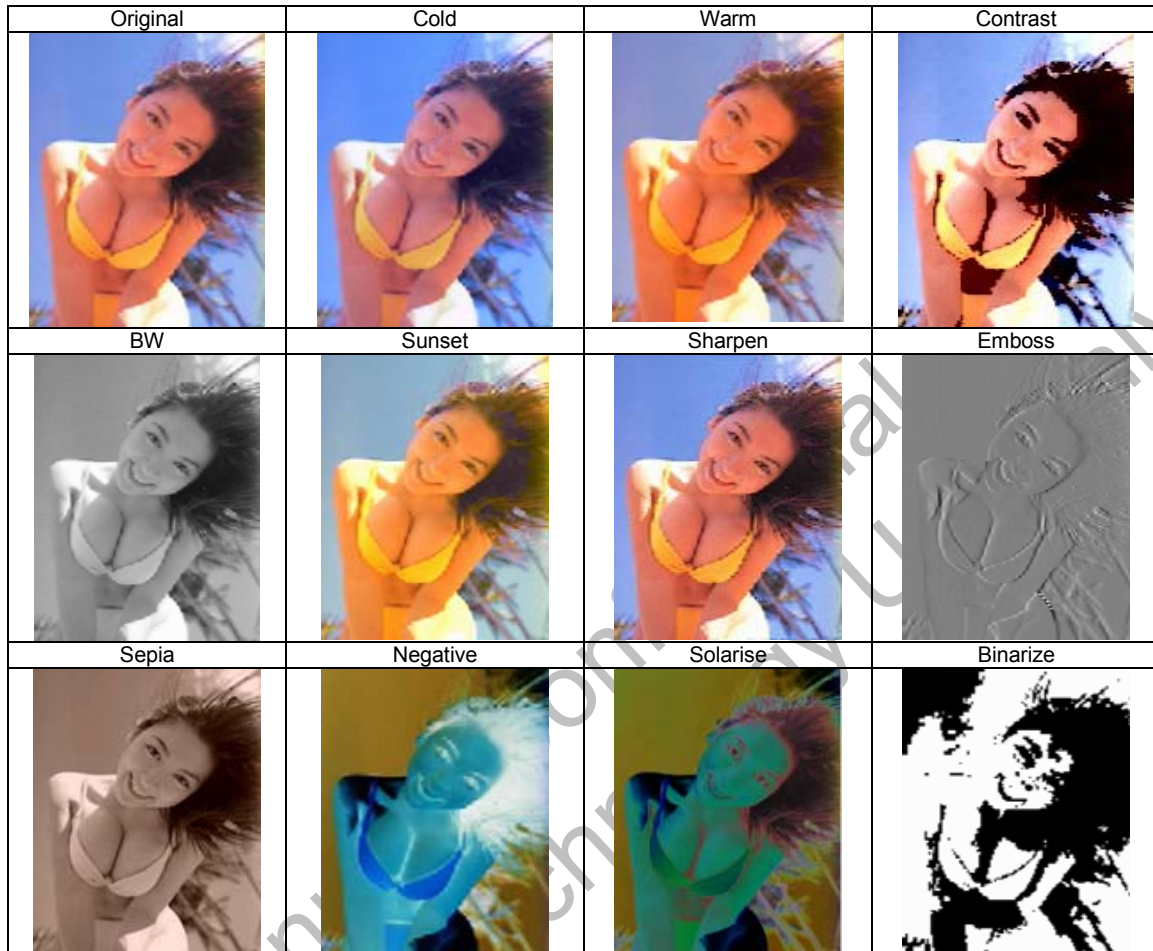 Original Cold Warm Contrast
BW Sunset Sharpen Emboss
Sepia Negative Solarise Binarize